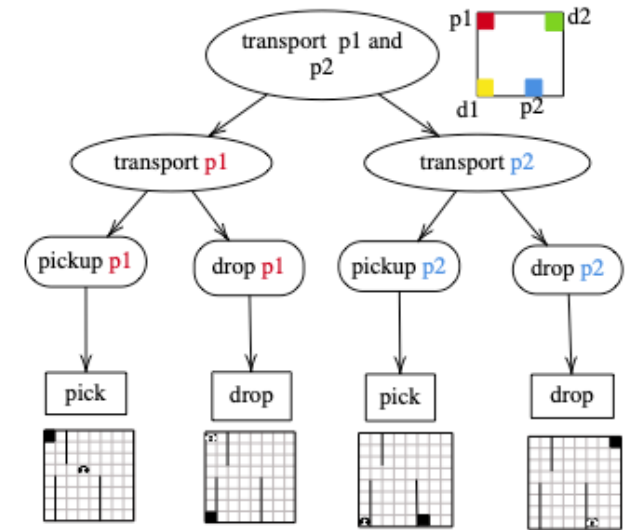 transport p1 and
p2
p1
d2
d1
p2
transport p1
transport p2
pickup p1
drop p1
pickup p2
drop p2
pick
drop
pick
drop